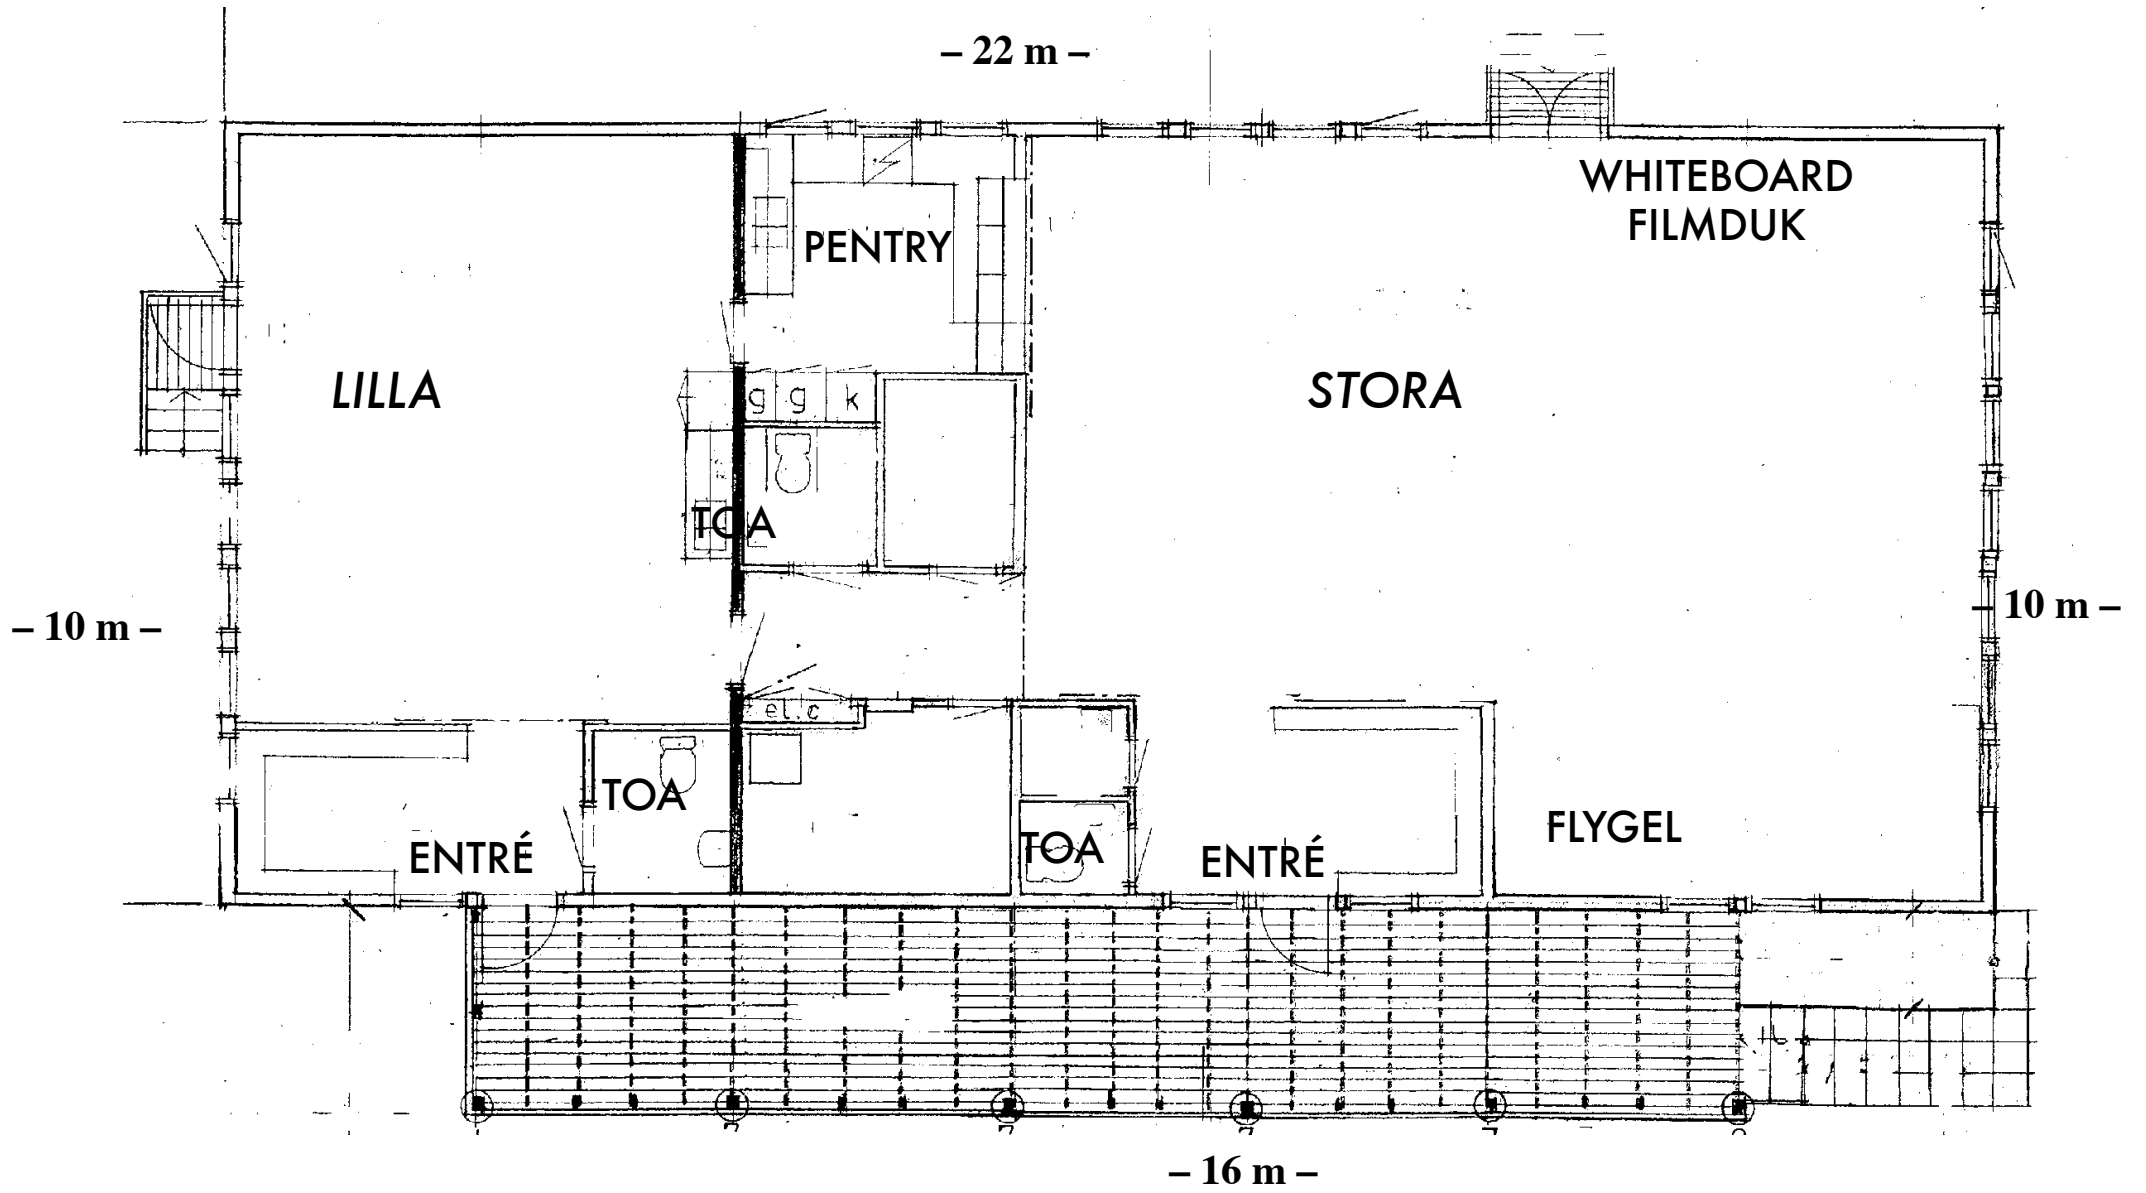 – 22 m –
WHITEBOARD
FILMDUK
PENTRY
LILLA
STORA
g g k
TOA
– 10 m –
– 10 m –
el.c
TOA
FLYGEL
ENTRÉ
TOA
ENTRÉ
– 16 m –